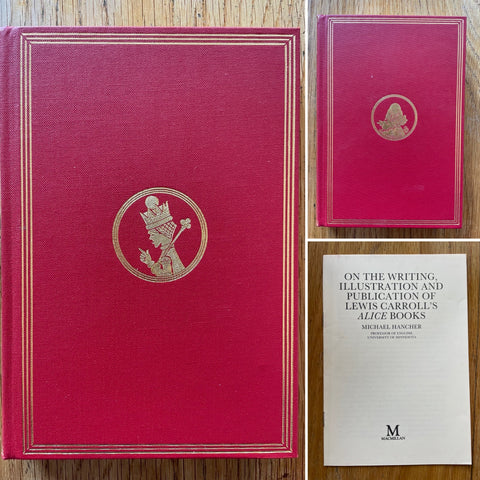 ON THE WRITING,
ILLUSTRATION AND
PUBLICATION OF
LEWIS CARROLL'S
ALICE BOOKS
MICHAEL HANCHER
PROFESSOR OF ENGLISH,
UNIVERSITY OF MINNESOTA
M
MACMILLAN